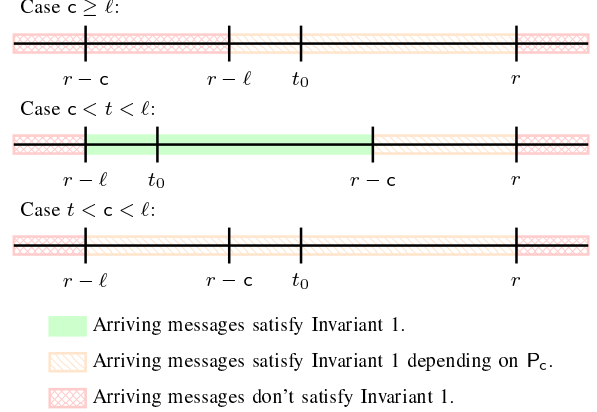 Case c ≥ ℓ:
r − c r − ℓ t₀ r
Case c < t < ℓ:
r − ℓ t₀ r − c r
Case t < c < ℓ:
r − ℓ r − c t₀ r
Arriving messages satisfy Invariant 1.
Arriving messages satisfy Invariant 1 depending on P_c.
Arriving messages don't satisfy Invariant 1.